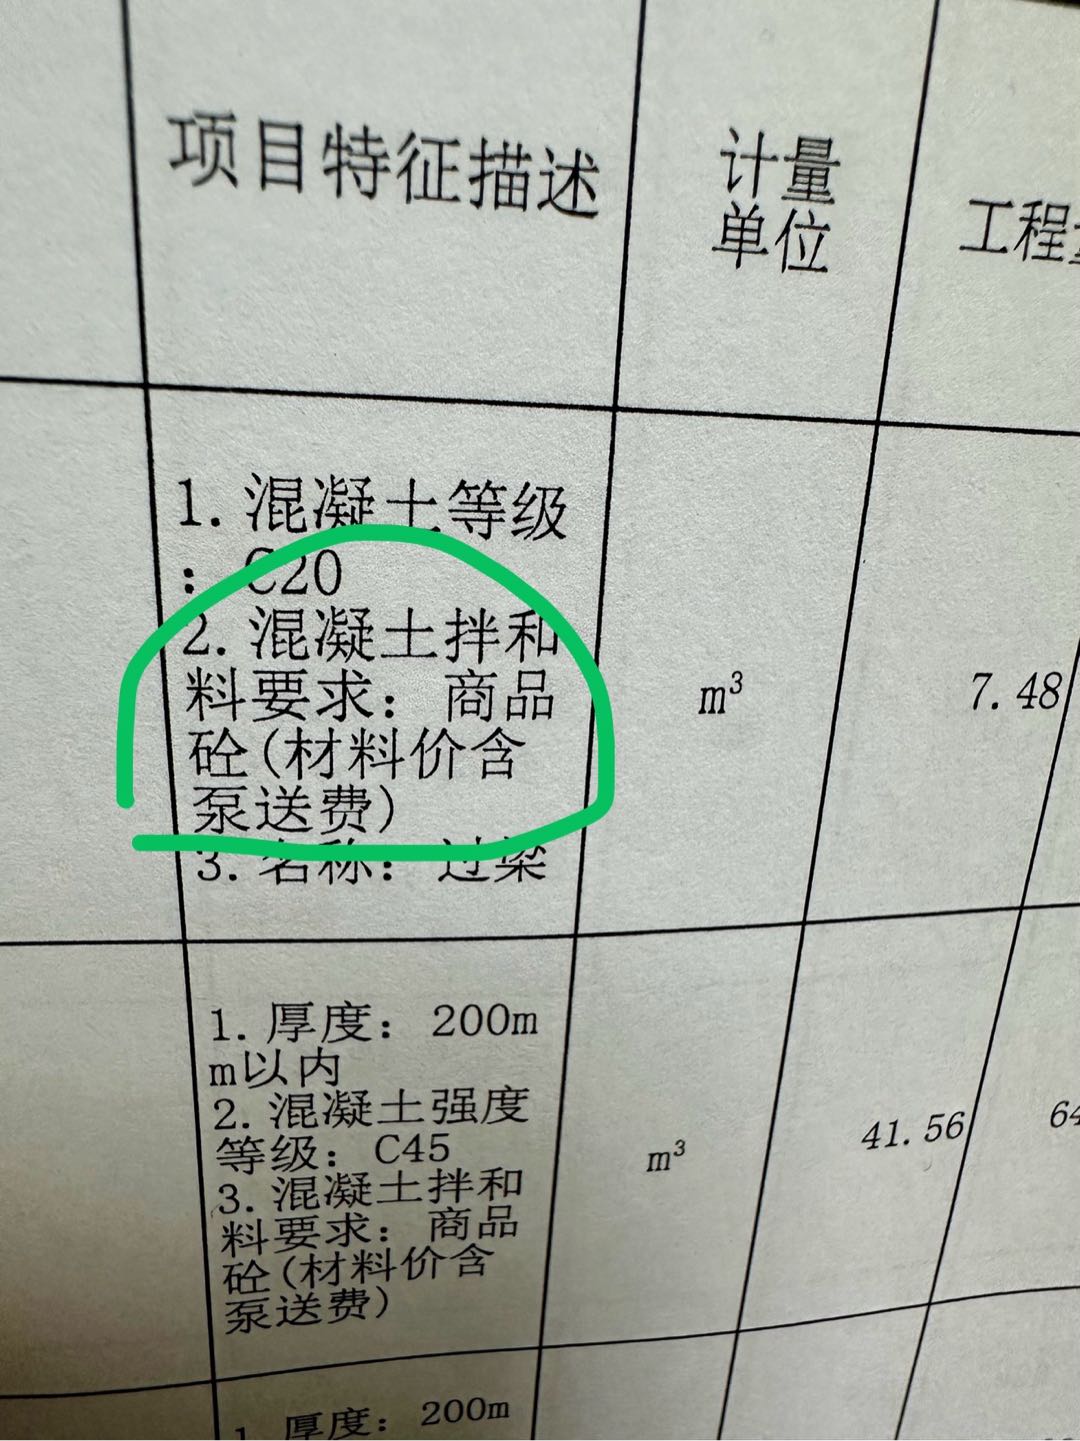 项目特征描述
计量
单位
工程
1. 混凝土等级
: C20
2. 混凝土拌和
料要求: 商品
砼(材料价含
泵送费)
3. 名称: 过梁
m³
7.48
1. 厚度: 200m
m以内
2. 混凝土强度
等级: C45
3. 混凝土拌和
料要求: 商品
砼(材料价含
泵送费)
m³
41.56
64
1. 厚度: 200m